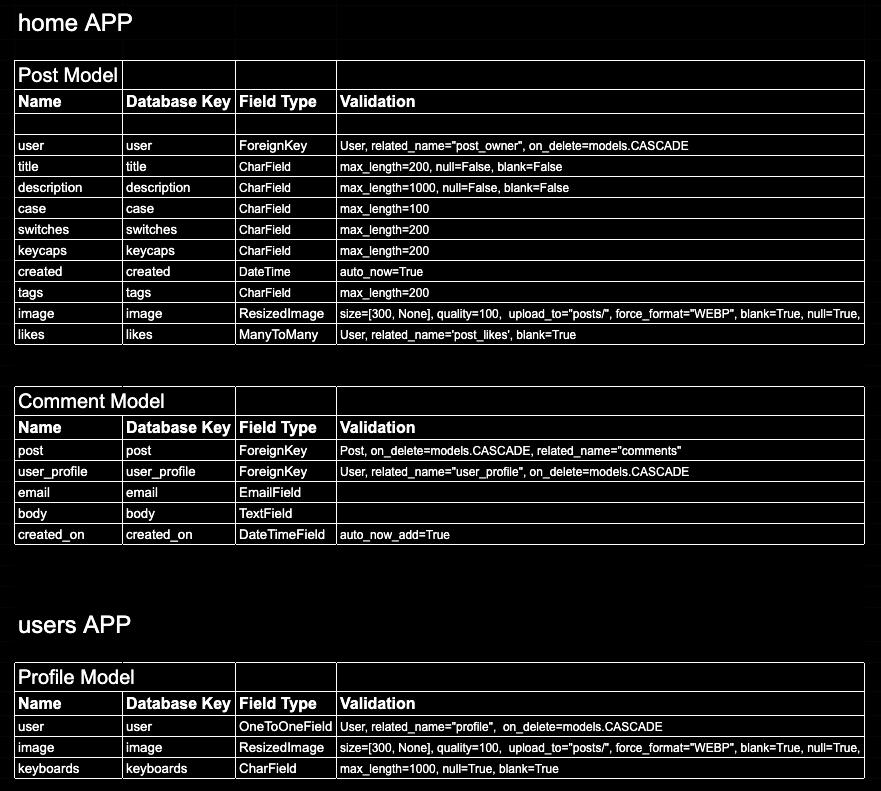 home APP
Post Model
Name Database Key Field Type Validation
user user ForeignKey User, related_name="post_owner", on_delete=models.CASCADE
title title CharField max_length=200, null=False, blank=False
description description CharField max_length=1000, null=False, blank=False
case case CharField max_length=100
switches switches CharField max_length=200
keycaps keycaps CharField max_length=200
created created DateTime auto_now=True
tags tags CharField max_length=200
image image ResizedImage size=[300, None], quality=100, upload_to="posts/", force_format="WEBP", blank=True, null=True,
likes likes ManyToMany User, related_name='post_likes', blank=True
Comment Model
Name Database Key Field Type Validation
post post ForeignKey Post, on_delete=models.CASCADE, related_name="comments"
user_profile user_profile ForeignKey User, related_name="user_profile", on_delete=models.CASCADE
email email EmailField
body body TextField
created_on created_on DateTimeField auto_now_add=True
users APP
Profile Model
Name Database Key Field Type Validation
user user OneToOneField User, related_name="profile", on_delete=models.CASCADE
image image ResizedImage size=[300, None], quality=100, upload_to="posts/", force_format="WEBP", blank=True, null=True,
keyboards keyboards CharField max_length=1000, null=True, blank=True